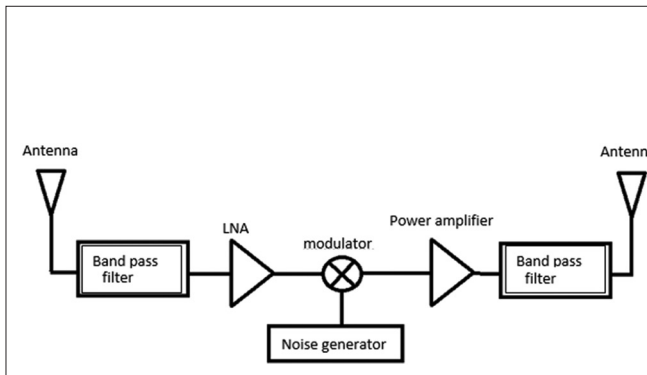 Antenna
Antenn
LNA
Power amplifier
modulator
Band pass
filter
Band pass
filter
Noise generator